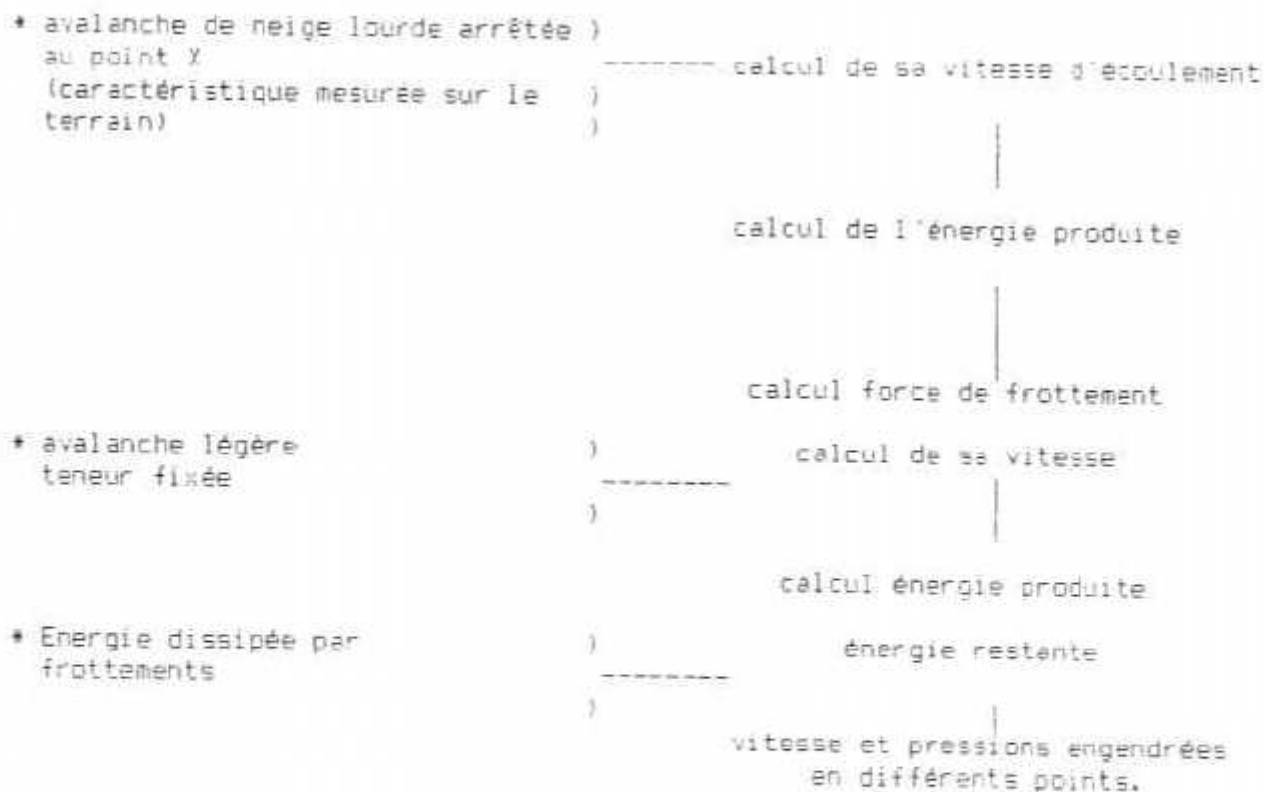 * avalanche de neige lourde arrêtée )
au point X
------- calcul de sa vitesse d'écoulement
(caractéristique mesurée sur le )
terrain) )
calcul de l'énergie produite
calcul force de frottement
* avalanche légère ) calcul de sa vitesse
teneur fixée --------
)
calcul énergie produite
* Energie dissipée par ) énergie restante
frottements --------
)
vitesse et pressions engendrées
en différents points.